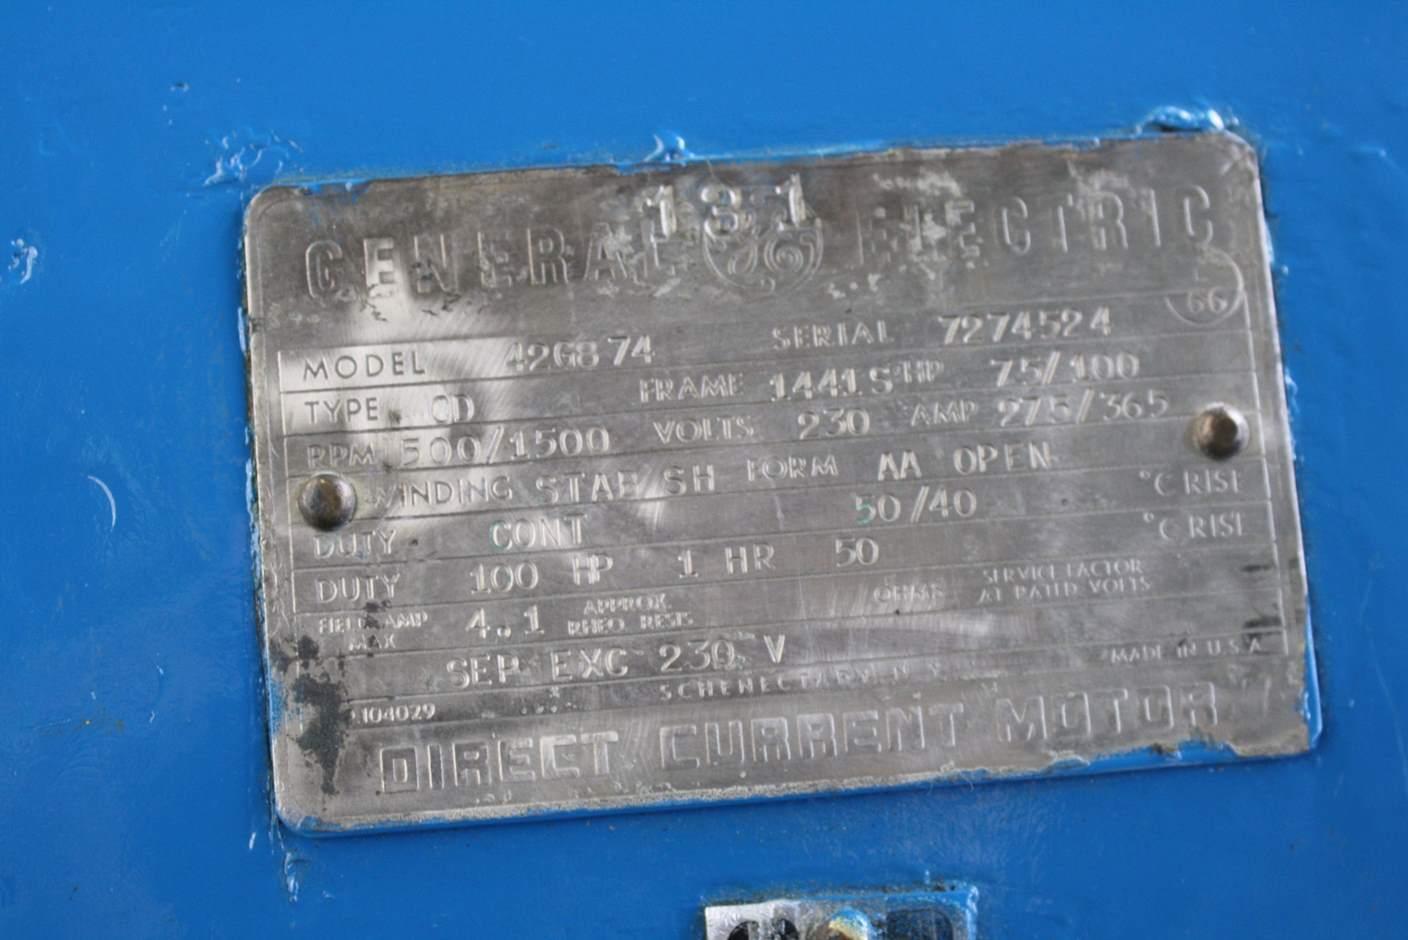 131
GENERAL GE ELECTRIC
66
MODEL 42G874 SERIAL 7274524
TYPE CD FRAME 1441S HP 75/100
RPM 500/1500 VOLTS 230 AMP 275/365
WINDING STAB SH FORM AA OPEN
DUTY CONT 50/40 °C RISE
DUTY 100 HP 1 HR 50 °C RISE
FIELD AMP MAX 4.1 APPROX RHEO RESIS OHMS SERVICE FACTOR AT RATED VOLTS
SEP EXC 230 V
104029 SCHENECTADY N.Y. MADE IN U.S.A
DIRECT CURRENT MOTOR